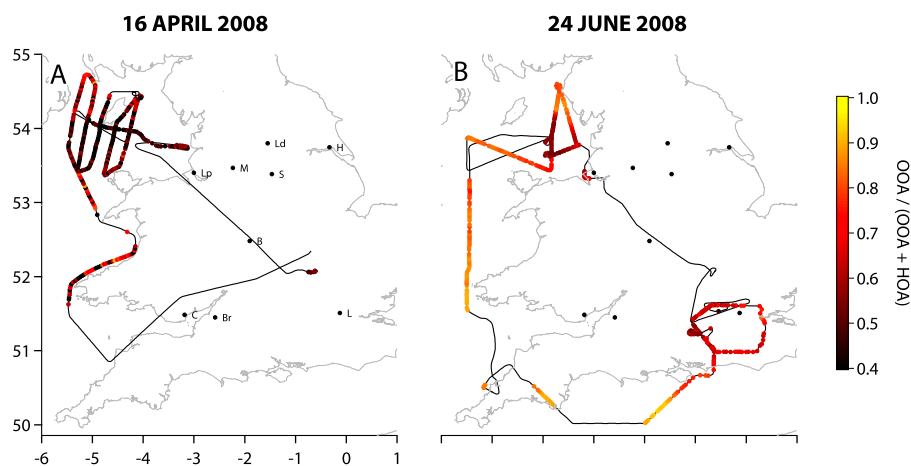 16 APRIL 2008
24 JUNE 2008
A
B
55
54
53
52
51
50
-6 -5 -4 -3 -2 -1 0 1
Ld
H
Lp
M
S
B
Br
L
1.0
0.9
0.8
0.7
0.6
0.5
0.4
OOA / (OOA + HOA)